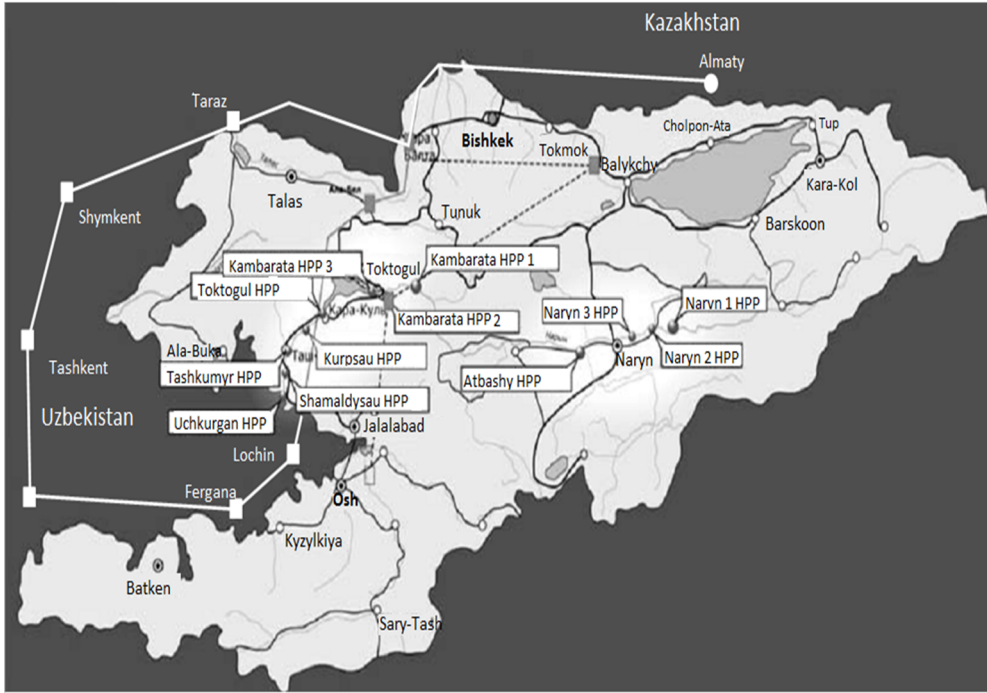 Kazakhstan
Almaty
Taraz
Bishkek
Cholpon-Ata
Tup
Tokmok
Balykchy
Kara-Kol
Талас
Talas
Shymkent
Tunuk
Barskoon
Kambarata HPP 3
Toktogul
Kambarata HPP 1
Toktogul HPP
Кара-Куль
Kambarata HPP 2
Naryn 3 HPP
Naryn 1 HPP
Ala-Buka
Kurpsau HPP
Naryn
Naryn 2 HPP
Tashkent
Tashkumyr HPP
Atbashy HPP
Shamaldysau HPP
Uzbekistan
Uchkurgan HPP
Jalalabad
Lochin
Fergana
Osh
Kyzylkiya
Batken
Sary-Tash